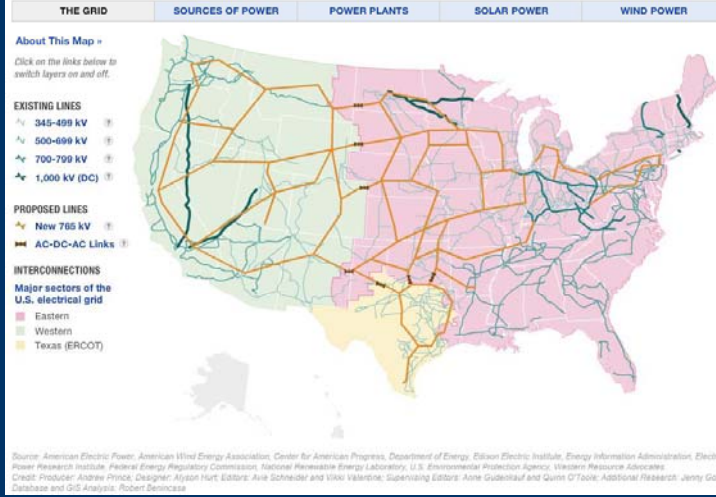 THE GRID
SOURCES OF POWER
POWER PLANTS
SOLAR POWER
WIND POWER
About This Map »
Click on the links below to
switch layers on and off.
EXISTING LINES
345-499 kV ?
500-699 kV ?
700-799 kV ?
1,000 kV (DC) ?
PROPOSED LINES
New 765 kV ?
AC-DC-AC Links ?
INTERCONNECTIONS
Major sectors of the
U.S. electrical grid
Eastern
Western
Texas (ERCOT)
Source: American Electric Power, American Wind Energy Association, Center for American Progress, Department of Energy, Edison Electric Institute, Energy Information Administration, Elect
Power Research Institute, Federal Energy Regulatory Commission, National Renewable Energy Laboratory, U.S. Environmental Protection Agency, Western Resource Advocates
Credit: Producer: Andrew Prince, Designer: Alyson Hurt; Editors: Avie Schneider and Vikki Valentine; Supervising Editors: Anne Gudenkauf and Quinn O'Toole; Additional Research: Jenny Go
Database and GIS Analysis: Robert Benincasa